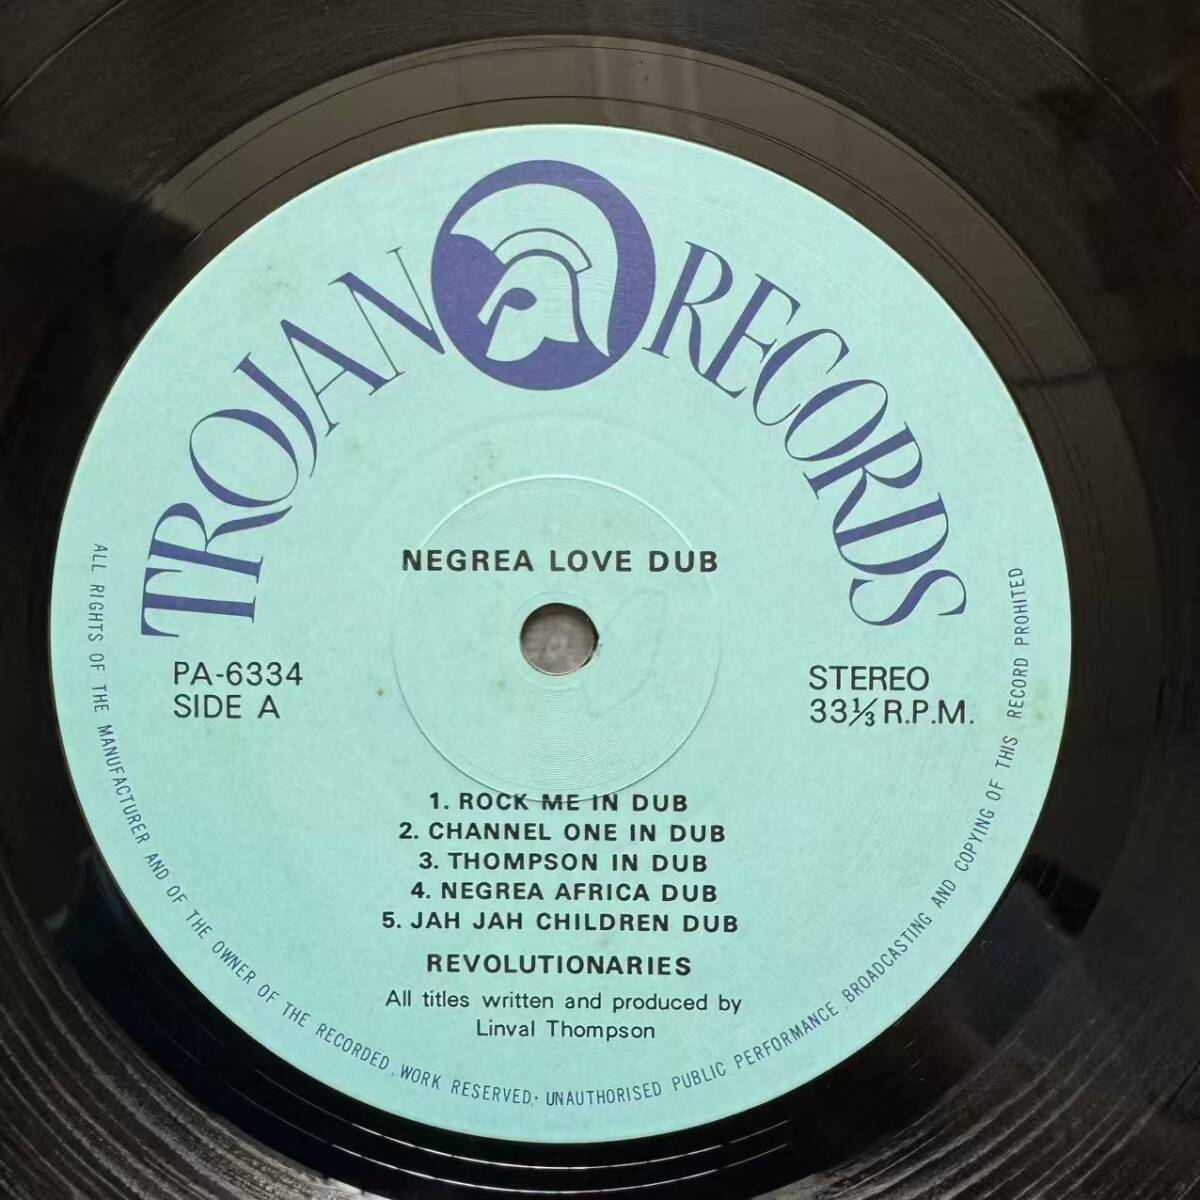 TROJAN RECORDS
NEGREA LOVE DUB
PA-6334
SIDE A
STEREO
33⅓ R.P.M.
1. ROCK ME IN DUB
2. CHANNEL ONE IN DUB
3. THOMPSON IN DUB
4. NEGREA AFRICA DUB
5. JAH JAH CHILDREN DUB
REVOLUTIONARIES
All titles written and produced by
Linval Thompson
ALL RIGHTS OF THE MANUFACTURER AND OF THE OWNER OF THE RECORDED. WORK RESERVED. UNAUTHORISED PUBLIC PERFORMANCE BROADCASTING AND COPYING OF THIS RECORD PROHITED